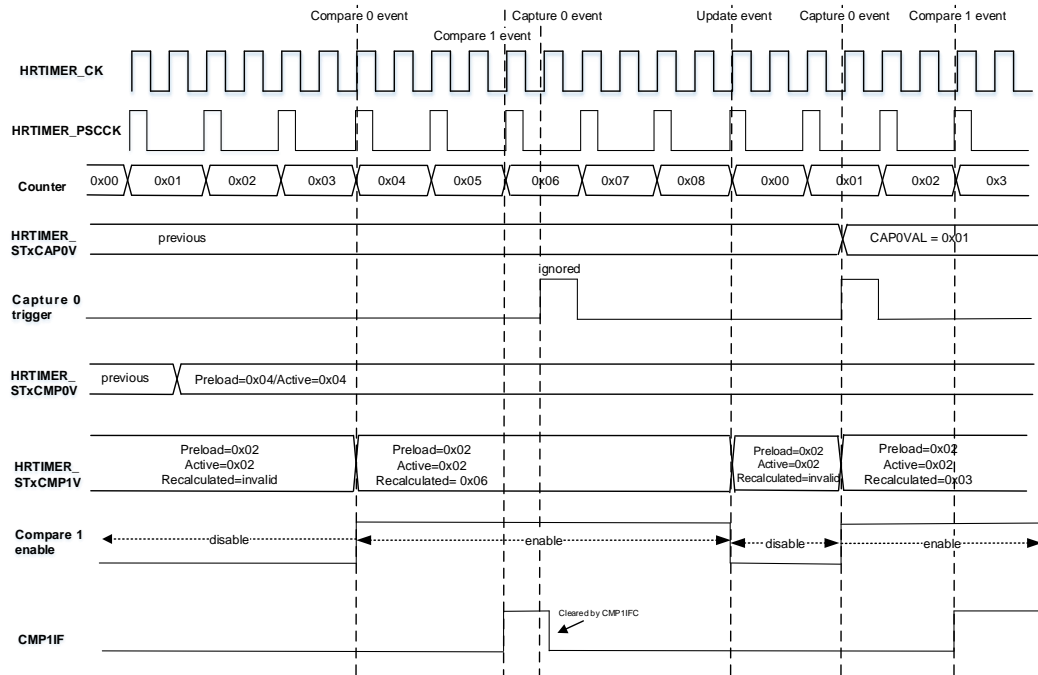 Compare 0 event
Capture 0 event
Update event
Capture 0 event
Compare 1 event
Compare 1 event
HRTIMER_CK
HRTIMER_PSCCK
Counter
0x00
0x01
0x02
0x03
0x04
0x05
0x06
0x07
0x08
0x00
0x01
0x02
0x3
HRTIMER_
STxCAP0V
previous
CAP0VAL = 0x01
ignored
Capture 0
trigger
HRTIMER_
STxCMP0V
previous
Preload=0x04/Active=0x04
HRTIMER_
STxCMP1V
Preload=0x02
Active=0x02
Recalculated=invalid
Preload=0x02
Active=0x02
Recalculated= 0x06
Preload=0x02
Active=0x02
Recalculated=invalid
Preload=0x02
Active=0x02
Recalculated=0x03
Compare 1
enable
disable
enable
disable
enable
CMP1IF
Cleared by CMP1IFC